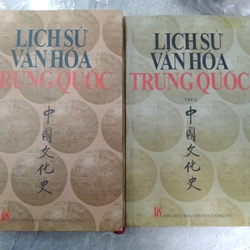 LỊCH SỬ
VĂN HÓA
TRUNG QUỐC
中國文化史
LỊCH SỬ
VĂN HÓA
TRUNG QUỐC
中國文化史